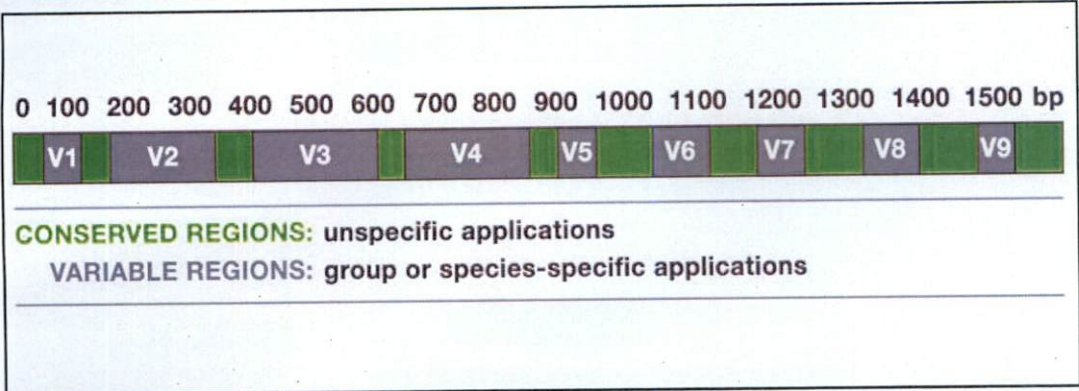 0 100 200 300 400 500 600 700 800 900 1000 1100 1200 1300 1400 1500 bp
V1 V2 V3 V4 V5 V6 V7 V8 V9
CONSERVED REGIONS: unspecific applications
VARIABLE REGIONS: group or species-specific applications